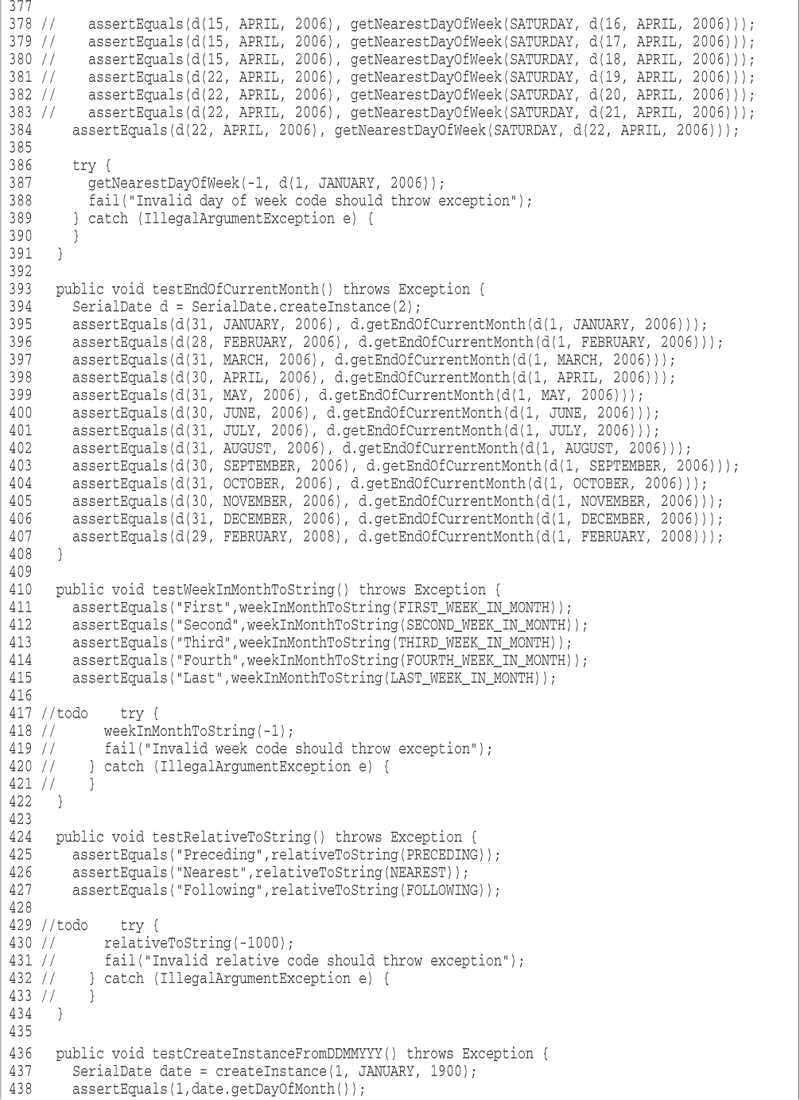 377
378 //    assertEquals(d(15, APRIL, 2006), getNearestDayOfWeek(SATURDAY, d(16, APRIL, 2006)));
379 //    assertEquals(d(15, APRIL, 2006), getNearestDayOfWeek(SATURDAY, d(17, APRIL, 2006)));
380 //    assertEquals(d(15, APRIL, 2006), getNearestDayOfWeek(SATURDAY, d(18, APRIL, 2006)));
381 //    assertEquals(d(22, APRIL, 2006), getNearestDayOfWeek(SATURDAY, d(19, APRIL, 2006)));
382 //    assertEquals(d(22, APRIL, 2006), getNearestDayOfWeek(SATURDAY, d(20, APRIL, 2006)));
383 //    assertEquals(d(22, APRIL, 2006), getNearestDayOfWeek(SATURDAY, d(21, APRIL, 2006)));
384     assertEquals(d(22, APRIL, 2006), getNearestDayOfWeek(SATURDAY, d(22, APRIL, 2006)));
385
386     try {
387       getNearestDayOfWeek(-1, d(1, JANUARY, 2006));
388       fail("Invalid day of week code should throw exception");
389     } catch (IllegalArgumentException e) {
390     }
391   }
392
393   public void testEndOfCurrentMonth() throws Exception {
394     SerialDate d = SerialDate.createInstance(2);
395     assertEquals(d(31, JANUARY, 2006), d.getEndOfCurrentMonth(d(1, JANUARY, 2006)));
396     assertEquals(d(28, FEBRUARY, 2006), d.getEndOfCurrentMonth(d(1, FEBRUARY, 2006)));
397     assertEquals(d(31, MARCH, 2006), d.getEndOfCurrentMonth(d(1, MARCH, 2006)));
398     assertEquals(d(30, APRIL, 2006), d.getEndOfCurrentMonth(d(1, APRIL, 2006)));
399     assertEquals(d(31, MAY, 2006), d.getEndOfCurrentMonth(d(1, MAY, 2006)));
400     assertEquals(d(30, JUNE, 2006), d.getEndOfCurrentMonth(d(1, JUNE, 2006)));
401     assertEquals(d(31, JULY, 2006), d.getEndOfCurrentMonth(d(1, JULY, 2006)));
402     assertEquals(d(31, AUGUST, 2006), d.getEndOfCurrentMonth(d(1, AUGUST, 2006)));
403     assertEquals(d(30, SEPTEMBER, 2006), d.getEndOfCurrentMonth(d(1, SEPTEMBER, 2006)));
404     assertEquals(d(31, OCTOBER, 2006), d.getEndOfCurrentMonth(d(1, OCTOBER, 2006)));
405     assertEquals(d(30, NOVEMBER, 2006), d.getEndOfCurrentMonth(d(1, NOVEMBER, 2006)));
406     assertEquals(d(31, DECEMBER, 2006), d.getEndOfCurrentMonth(d(1, DECEMBER, 2006)));
407     assertEquals(d(29, FEBRUARY, 2008), d.getEndOfCurrentMonth(d(1, FEBRUARY, 2008)));
408   }
409
410   public void testWeekInMonthToString() throws Exception {
411     assertEquals("First",weekInMonthToString(FIRST_WEEK_IN_MONTH));
412     assertEquals("Second",weekInMonthToString(SECOND_WEEK_IN_MONTH));
413     assertEquals("Third",weekInMonthToString(THIRD_WEEK_IN_MONTH));
414     assertEquals("Fourth",weekInMonthToString(FOURTH_WEEK_IN_MONTH));
415     assertEquals("Last",weekInMonthToString(LAST_WEEK_IN_MONTH));
416
417 //todo    try {
418 //      weekInMonthToString(-1);
419 //      fail("Invalid week code should throw exception");
420 //    } catch (IllegalArgumentException e) {
421 //    }
422   }
423
424   public void testRelativeToString() throws Exception {
425     assertEquals("Preceding",relativeToString(PRECEDING));
426     assertEquals("Nearest",relativeToString(NEAREST));
427     assertEquals("Following",relativeToString(FOLLOWING));
428
429 //todo    try {
430 //      relativeToString(-1000);
431 //      fail("Invalid relative code should throw exception");
432 //    } catch (IllegalArgumentException e) {
433 //    }
434   }
435
436   public void testCreateInstanceFromDDMMYYY() throws Exception {
437     SerialDate date = createInstance(1, JANUARY, 1900);
438     assertEquals(1,date.getDayOfMonth());